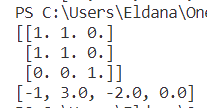 PS C:\Users\Eldana\One
[[1. 1. 0.]
 [1. 1. 0.]
 [0. 0. 1.]]
[-1, 3.0, -2.0, 0.0]